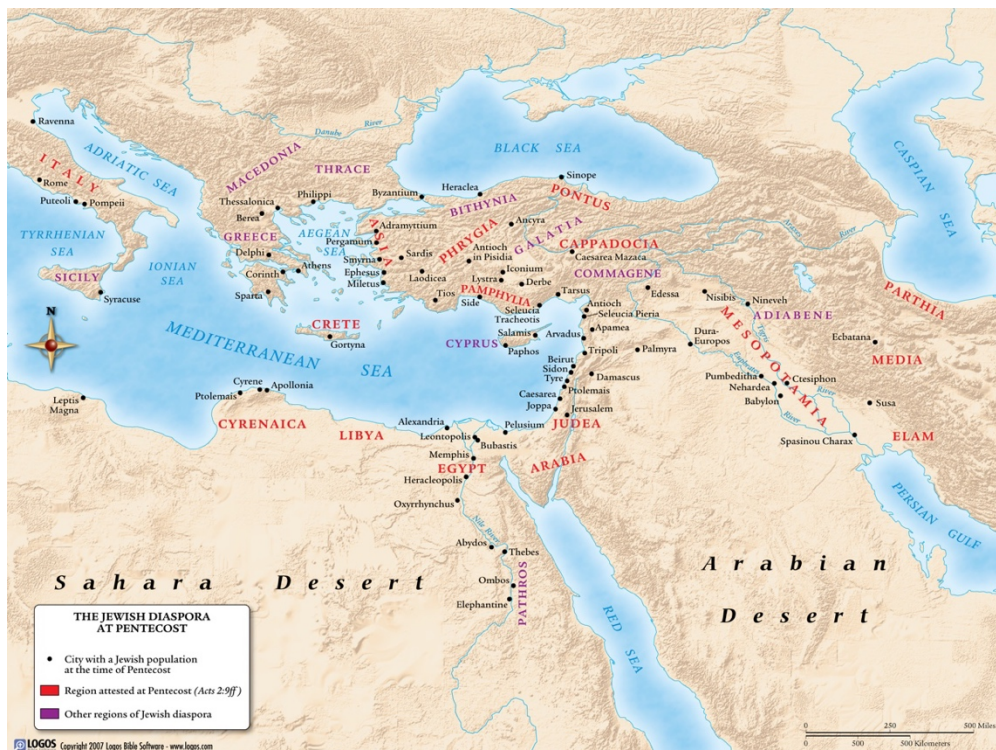 Ravenna
ADRIATIC SEA
ITALY
Rome
Puteoli
Pompeii
TYRRHENIAN
SEA
SICILY
Syracuse
IONIAN
SEA
Danube River
BLACK SEA
CASPIAN
SEA
MACEDONIA
THRACE
Thessalonica
Philippi
Berea
Byzantium
Heraclea
Sinope
BITHYNIA
PONTUS
GREECE
AEGEAN
SEA
Delphi
Athens
Corinth
Sparta
Adramyttium
Pergamum
ASIA
Smyrna
Sardis
Ephesus
Miletus
Laodicea
PHRYGIA
Ancyra
GALATIA
Antioch
in Pisidia
Iconium
Lystra
Derbe
CAPPADOCIA
Caesarea Mazaca
COMMAGENE
Araxes
River
Tios
PAMPHYLIA
Side
Seleucia
Tracheotis
Tarsus
Antioch
Seleucia Pieria
Apamea
Edessa
Nisibis
Nineveh
ADIABENE
PARTHIA
CRETE
Gortyna
CYPRUS
Salamis
Paphos
Arvadus
Tripoli
Palmyra
Dura-
Europos
MESOPOTAMIA
Tigris
River
Euphrates
River
Ecbatana
MEDIA
N
MEDITERRANEAN SEA
Beirut
Sidon
Tyre
Damascus
Ptolemais
Caesarea
Joppa
Jerusalem
JUDEA
Pumbeditha
Nehardea
Ctesiphon
Babylon
Susa
ELAM
Spasinou Charax
Leptis
Magna
Cyrene
Apollonia
Ptolemais
CYRENAICA
LIBYA
Alexandria
Leontopolis
Bubastis
Pelusium
Memphis
EGYPT
Heracleopolis
Oxyrrhynchus
ARABIA
PERSIAN GULF
Nile River
Abydos
Thebes
Ombos
Elephantine
PATHROS
RED
SEA
Sahara Desert
Arabian
Desert
THE JEWISH DIASPORA
AT PENTECOST
City with a Jewish population
at the time of Pentecost
Region attested at Pentecost (Acts 2:9ff)
Other regions of Jewish diaspora
LOGOS Copyright 2007 Logos Bible Software - www.logos.com
0 250 500 Miles
0 500 500 Kilometers